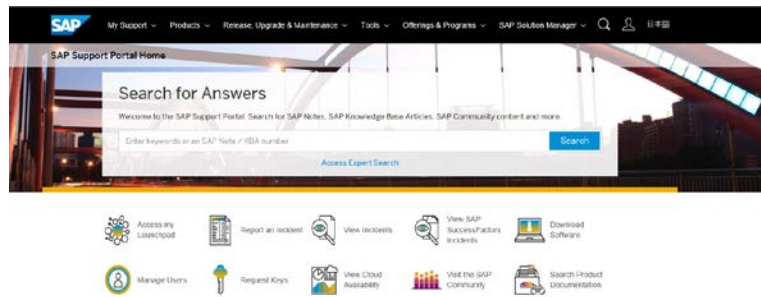 SAP My Support Products Release, Upgrade & Maintenance Tools Offerings & Programs SAP Solution Manager 日本語
SAP Support Portal Home
Search for Answers
Welcome to the SAP Support Portal. Search for SAP Notes, SAP Knowledge Base Articles, SAP Community content and more.
Enter keywords or an SAP Note / KBA number Search
Access Expert Search
Access my
Launchpad
Report an Incident
View Incidents
View SAP
SuccessFactors
Incidents
Download
Software
Manage Users
Request Keys
View Cloud
Availability
Visit the SAP
Community
Search Product
Documentation